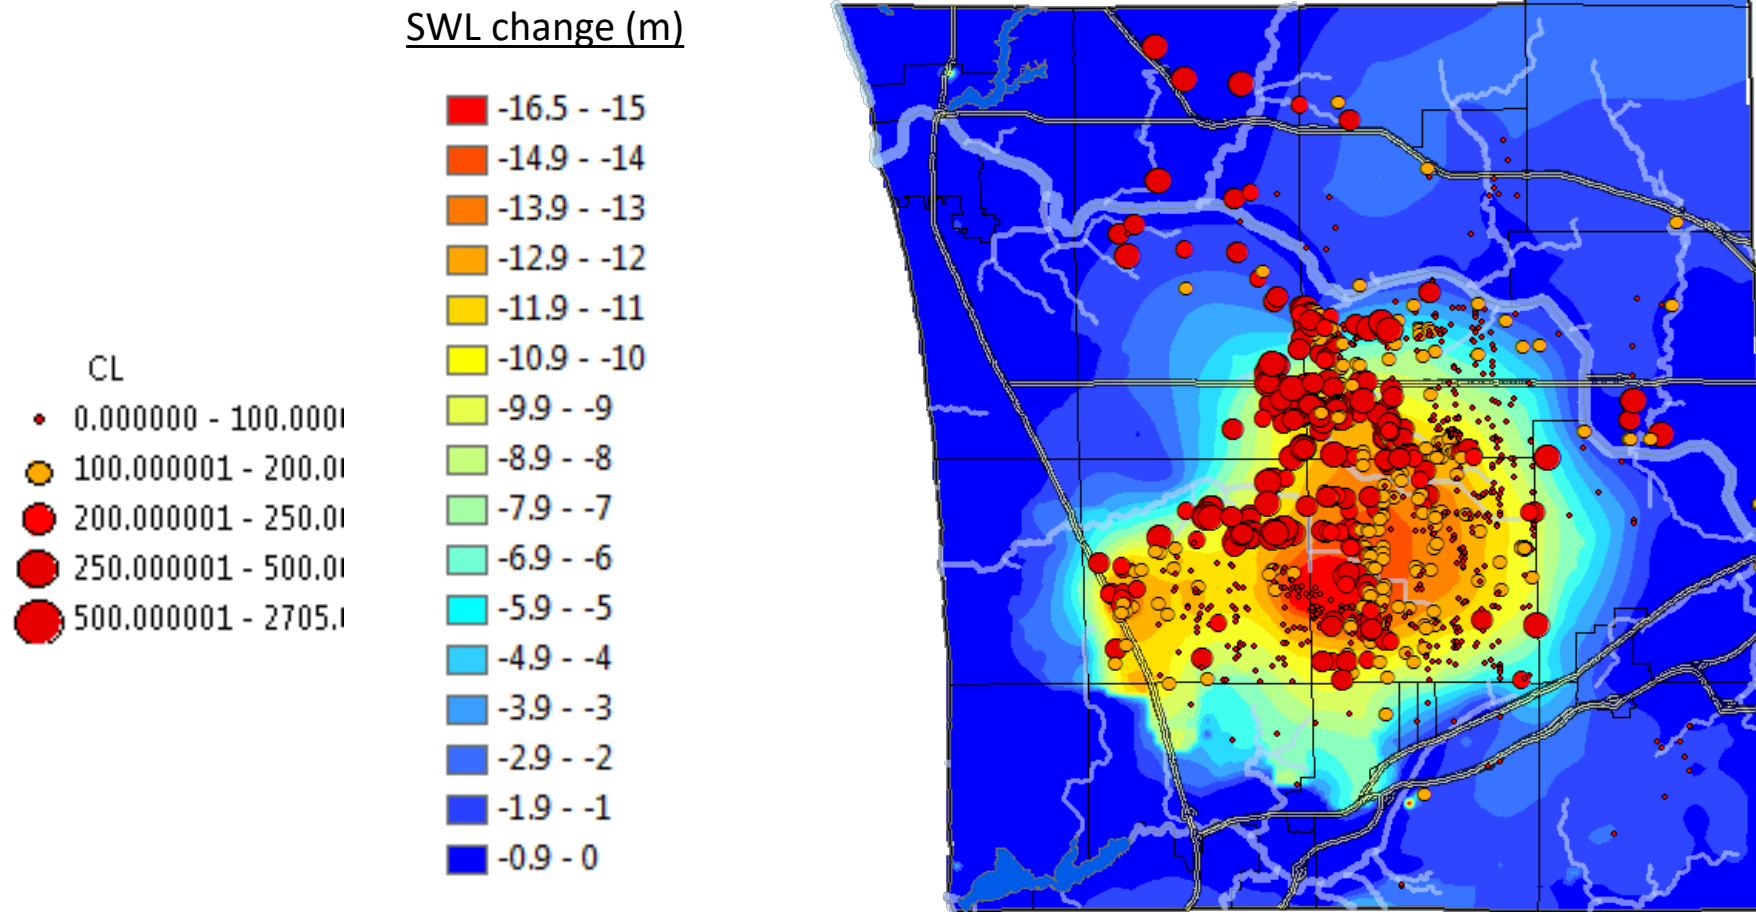 SWL change (m)
-16.5 - -15
-14.9 - -14
-13.9 - -13
-12.9 - -12
-11.9 - -11
-10.9 - -10
-9.9 - -9
-8.9 - -8
-7.9 - -7
-6.9 - -6
-5.9 - -5
-4.9 - -4
-3.9 - -3
-2.9 - -2
-1.9 - -1
-0.9 - 0
CL
0.000000 - 100.000
100.000001 - 200.0
200.000001 - 250.0
250.000001 - 500.0
500.000001 - 2705.